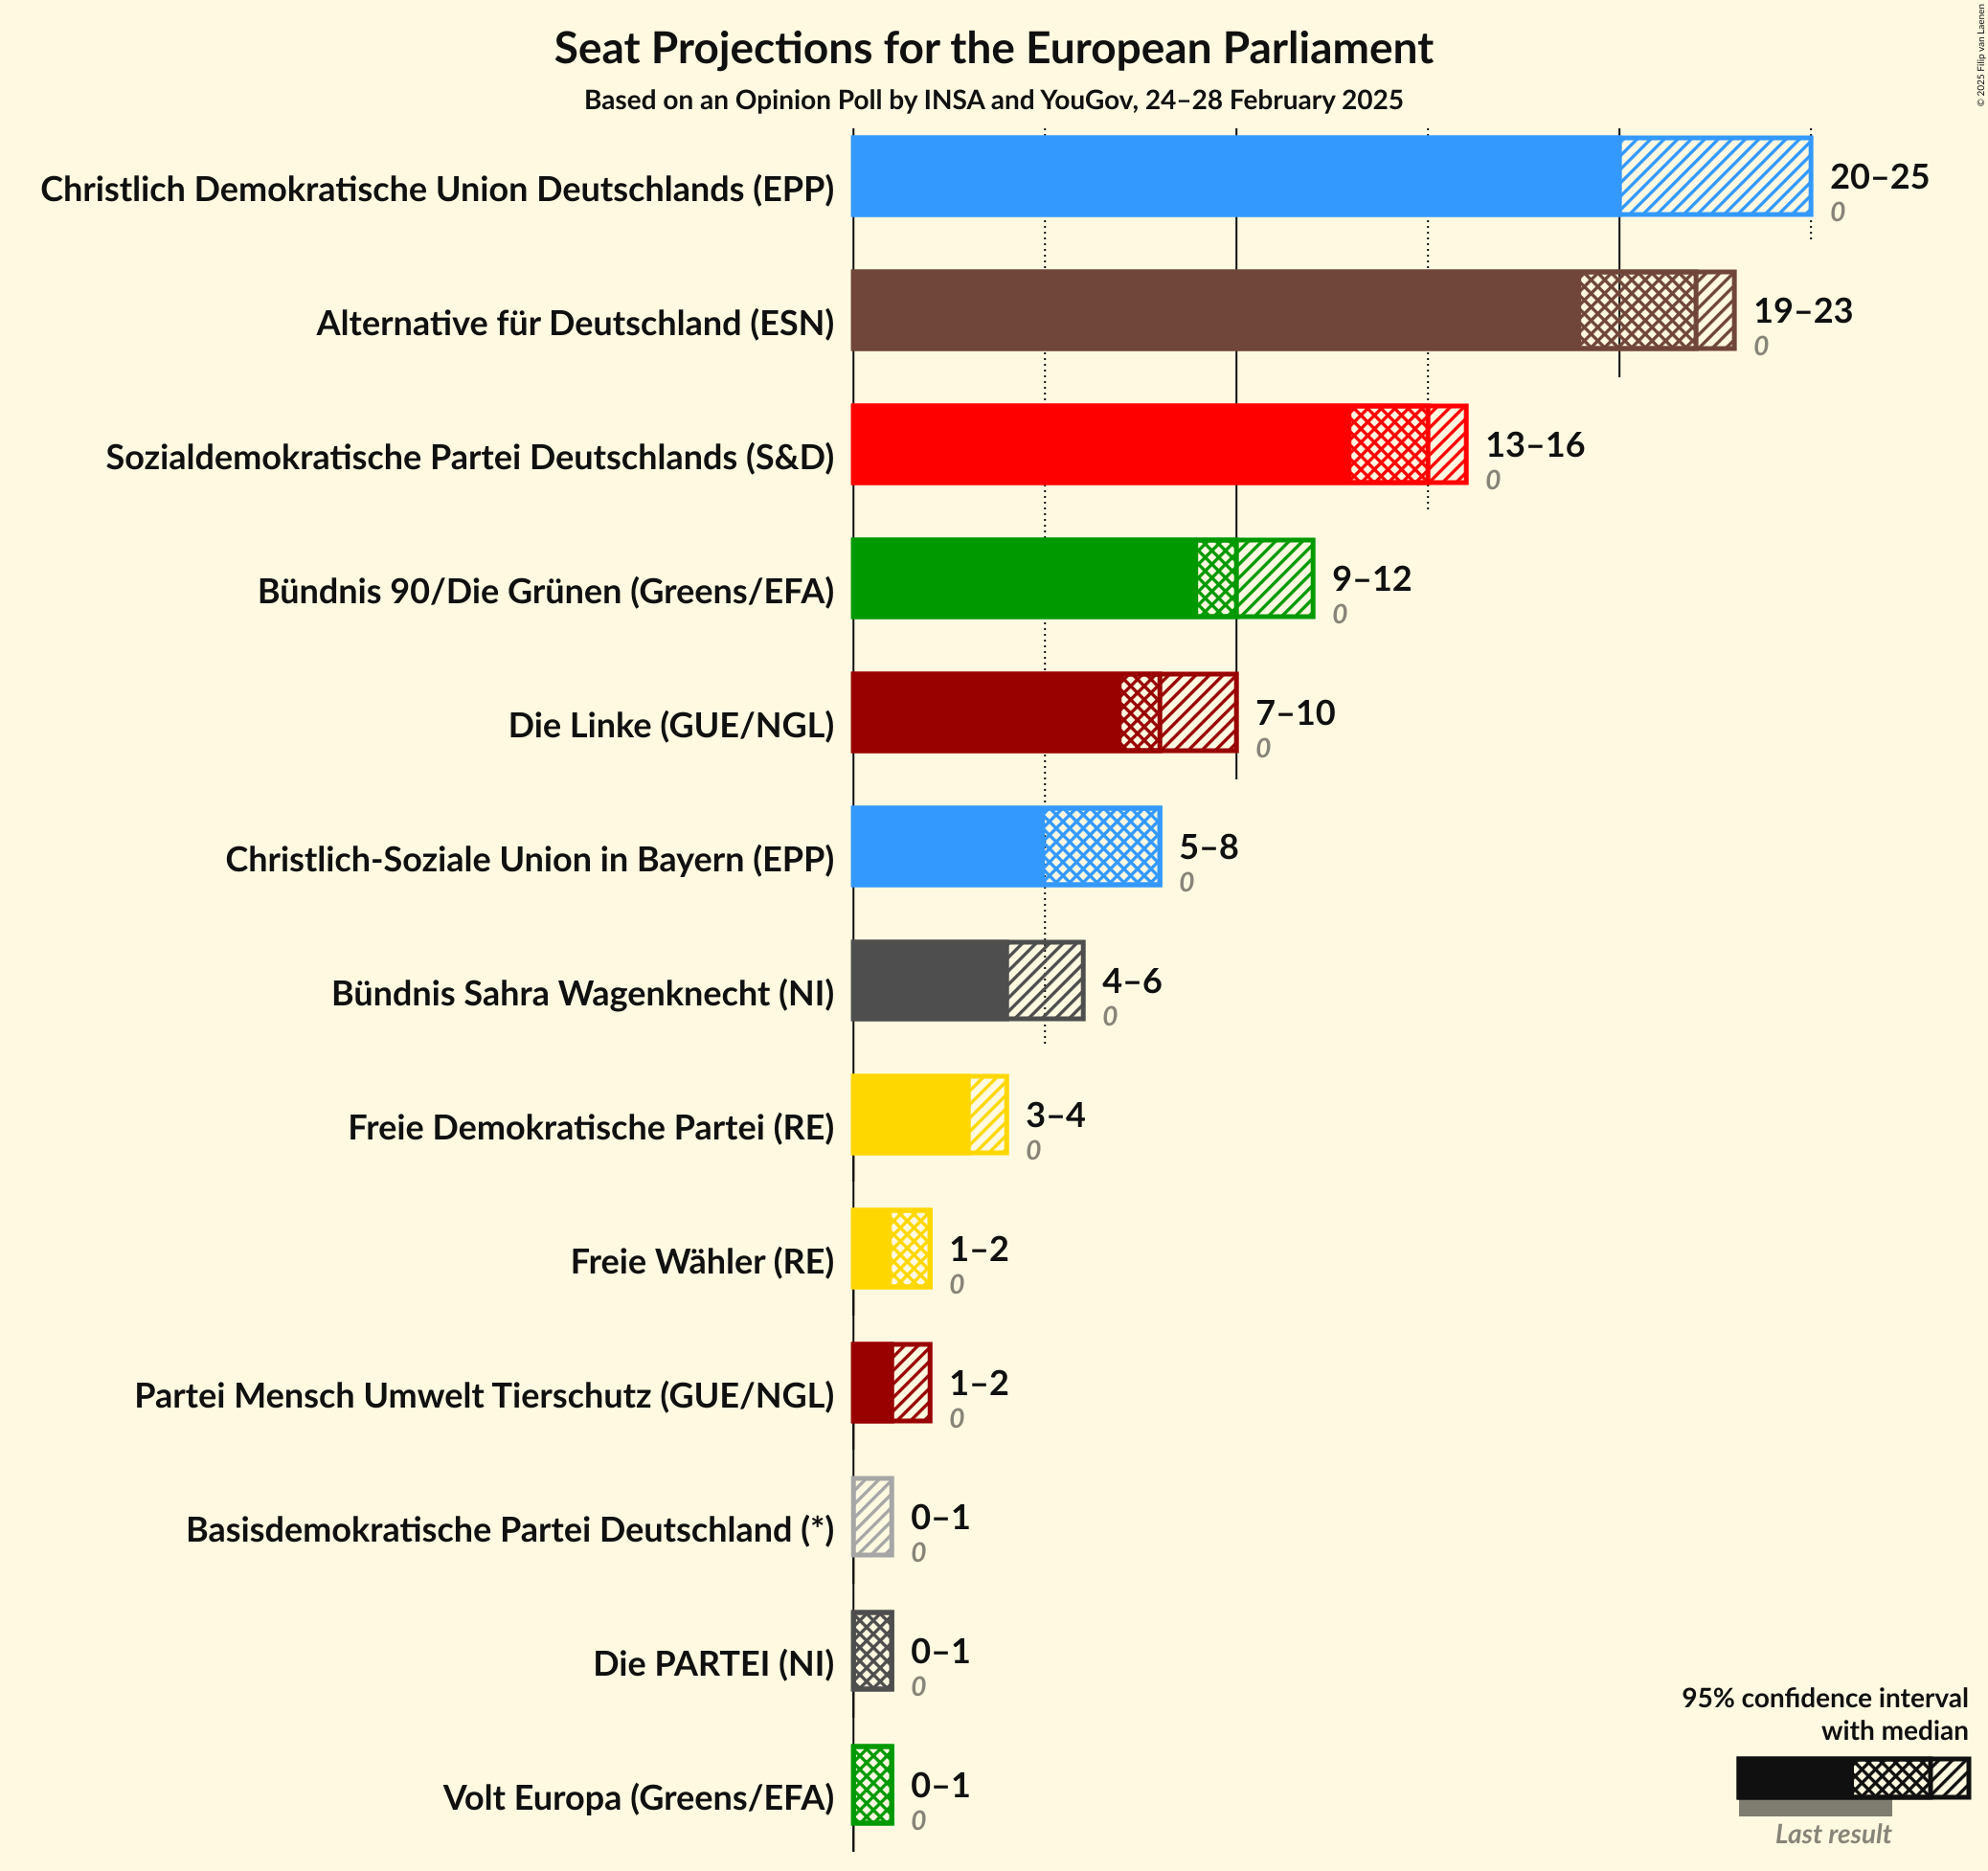 Seat Projections for the European Parliament
Based on an Opinion Poll by INSA and YouGov, 24–28 February 2025
© 2025 Filip van Laenen
Christlich Demokratische Union Deutschlands (EPP)
20–25
0
Alternative für Deutschland (ESN)
19–23
0
Sozialdemokratische Partei Deutschlands (S&D)
13–16
0
Bündnis 90/Die Grünen (Greens/EFA)
9–12
0
Die Linke (GUE/NGL)
7–10
0
Christlich-Soziale Union in Bayern (EPP)
5–8
0
Bündnis Sahra Wagenknecht (NI)
4–6
0
Freie Demokratische Partei (RE)
3–4
0
Freie Wähler (RE)
1–2
0
Partei Mensch Umwelt Tierschutz (GUE/NGL)
1–2
0
Basisdemokratische Partei Deutschland (*)
0–1
0
Die PARTEI (NI)
0–1
0
Volt Europa (Greens/EFA)
0–1
0
95% confidence interval
with median
Last result